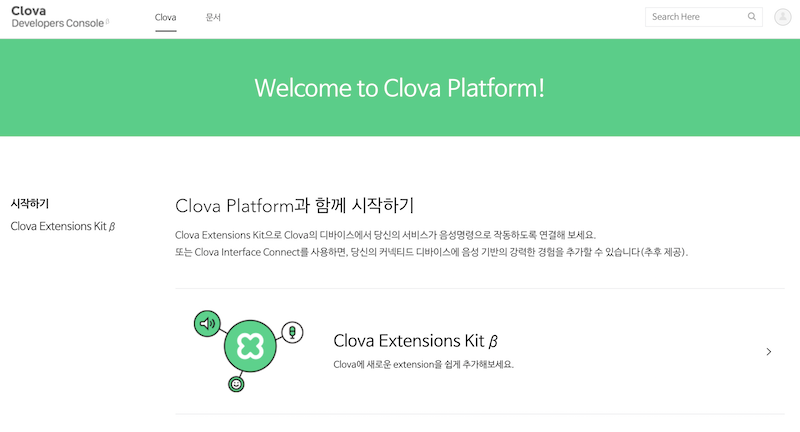 Clova
Developers Console β
Clova
문서
Search Here
Welcome to Clova Platform!
시작하기
Clova Extensions Kit β
Clova Platform과 함께 시작하기
Clova Extensions Kit으로 Clova의 디바이스에서 당신의 서비스가 음성명령으로 작동하도록 연결해 보세요.
또는 Clova Interface Connect를 사용하면, 당신의 커넥티드 디바이스에 음성 기반의 강력한 경험을 추가할 수 있습니다(추후 제공).
Clova Extensions Kit β
Clova에 새로운 extension을 쉽게 추가해보세요.